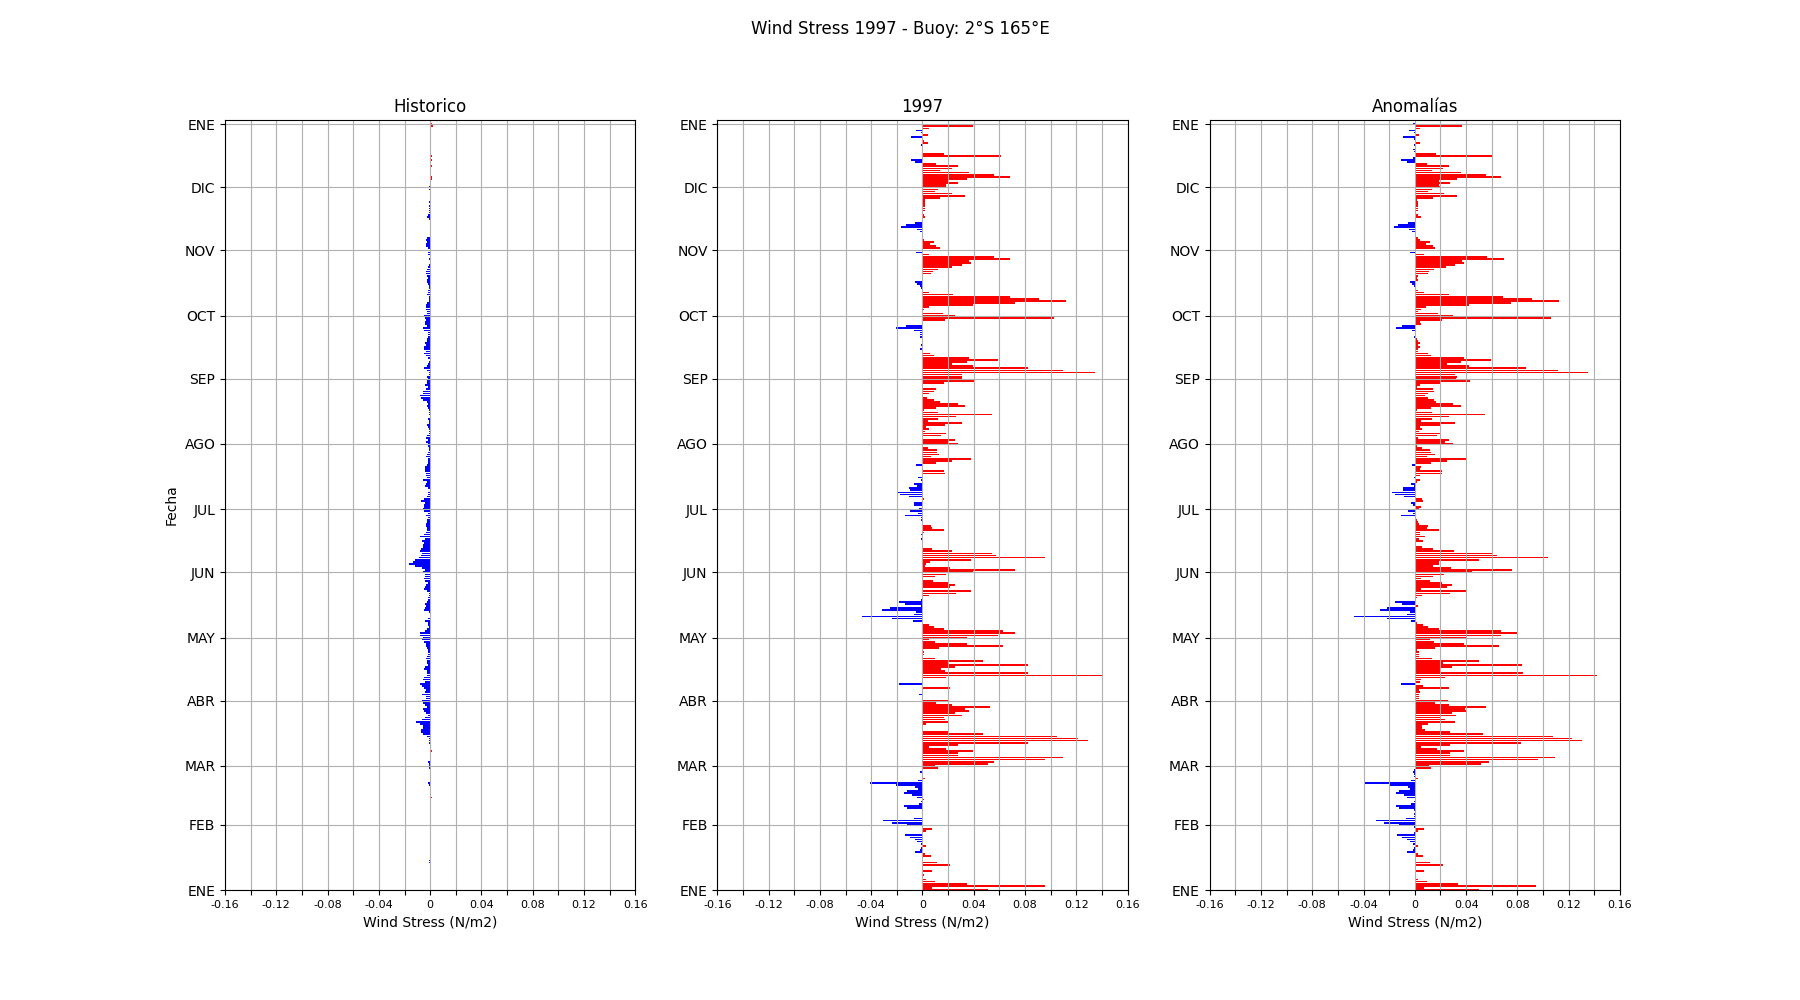 Wind Stress 1997 - Buoy: 2°S 165°E
Historico
1997
Anomalías
ENE
DIC
NOV
OCT
SEP
AGO
JUL
JUN
MAY
ABR
MAR
FEB
ENE
Fecha
-0.16 -0.12 -0.08 -0.04 0 0.04 0.08 0.12 0.16
Wind Stress (N/m2)
ENE
DIC
NOV
OCT
SEP
AGO
JUL
JUN
MAY
ABR
MAR
FEB
ENE
-0.16 -0.12 -0.08 -0.04 0 0.04 0.08 0.12 0.16
Wind Stress (N/m2)
ENE
DIC
NOV
OCT
SEP
AGO
JUL
JUN
MAY
ABR
MAR
FEB
ENE
-0.16 -0.12 -0.08 -0.04 0 0.04 0.08 0.12 0.16
Wind Stress (N/m2)